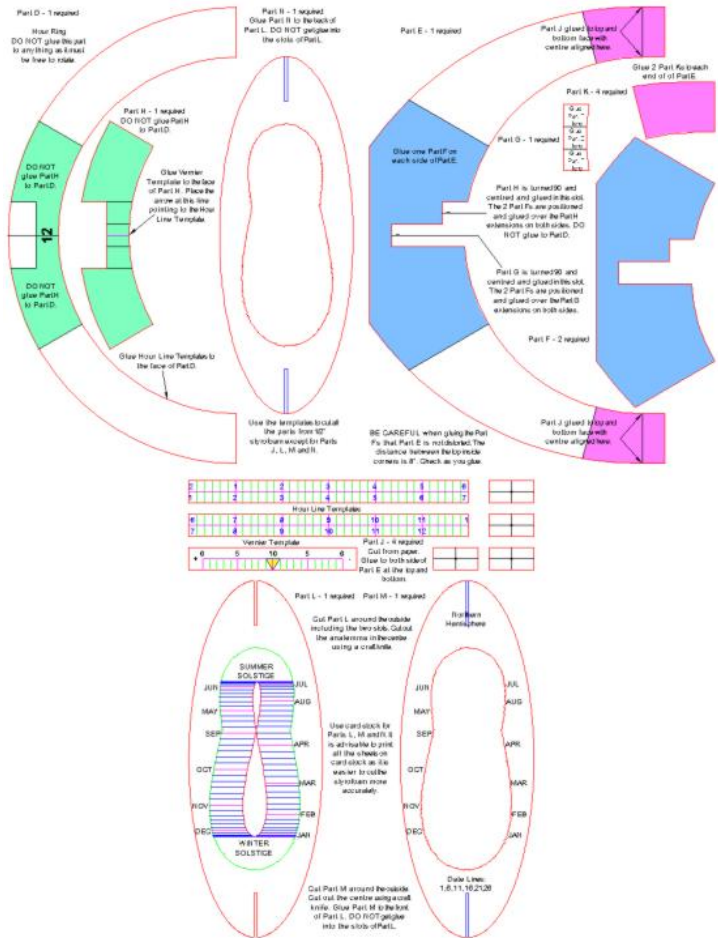 Part D - 1 required
Hour Ring
DO NOT glue this part
to anything as it must
be free to rotate.
Part N - 1 required
Glue Part N to the back of
Part L. DO NOT get glue into
the slots of Part L.
Part E - 1 required
Part J glued to top and
bottom face with
centre aligned here.
Glue 2 Part Ks to each
end of of Part E.
Part K - 4 required
Part H - 1 required
DO NOT glue Part H
to Part D.
DO NOT
glue Part H
to Part D.
Glue Vernier
Template to the face
of Part H. Place the
arrow at this line
pointing to the Hour
Line Template.
12
DO NOT
glue Part H
to Part D.
Glue Hour Line Templates to
the face of Part D.
Use the templates to cut all
the parts from 1/2"
styrofoam except for Parts
J, L, M and N.
Glue one Part F on
each side of Part E.
Part G - 1 required
Glue
Part F
here
Glue
Part E
here
Glue
Part F
here
Part H is turned 90 and
centred and glued in this slot.
The 2 Part Fs are positioned
and glued over the Part H
extensions on both sides. DO
NOT glue to Part D.
Part G is turned 90 and
centred and glued in this slot.
The 2 Part Fs are positioned
and glued over the Part G
extensions on both sides.
Part F - 2 required
BE CAREFUL when gluing the Part
Fs that Part E is not distorted. The
distance between the top inside
corners is 8". Check as you glue.
Part J glued to top and
bottom face with
centre aligned here.
2 1 2 3 4 5 6
1 2 3 4 5 6 7
Hour Line Templates
6 7 8 9 10 11 1
7 8 9 10 11 12
Vernier Template
+ 6 5 10 5 6 -
Part J - 4 required
Cut from paper.
Glue to both side of
Part E at the top and
bottom.
Part L - 1 required
Part M - 1 required
Cut Part L around the outside
including the two slots. Cut out
the analemma in the centre
using a craft knife.
Northern
Hemisphere
SUMMER
SOLSTICE
JUN JUL
AUG
MAY
SEP APR
OCT
MAR
NOV
FEB
DEC JAN
WINTER
SOLSTICE
Use card stock for
Parts L, M and N. It
is advisable to print
all the sheets on
card stock as it is
easier to cut the
styrofoam more
accurately.
JUN JUL
AUG
MAY
SEP APR
OCT
MAR
NOV
FEB
DEC JAN
Cut Part M around the outside.
Cut out the centre using a craft
knife. Glue Part M to the front
of Part L. DO NOT get glue
into the slots of Part L.
Date Lines:
1,6,11,16,21,26